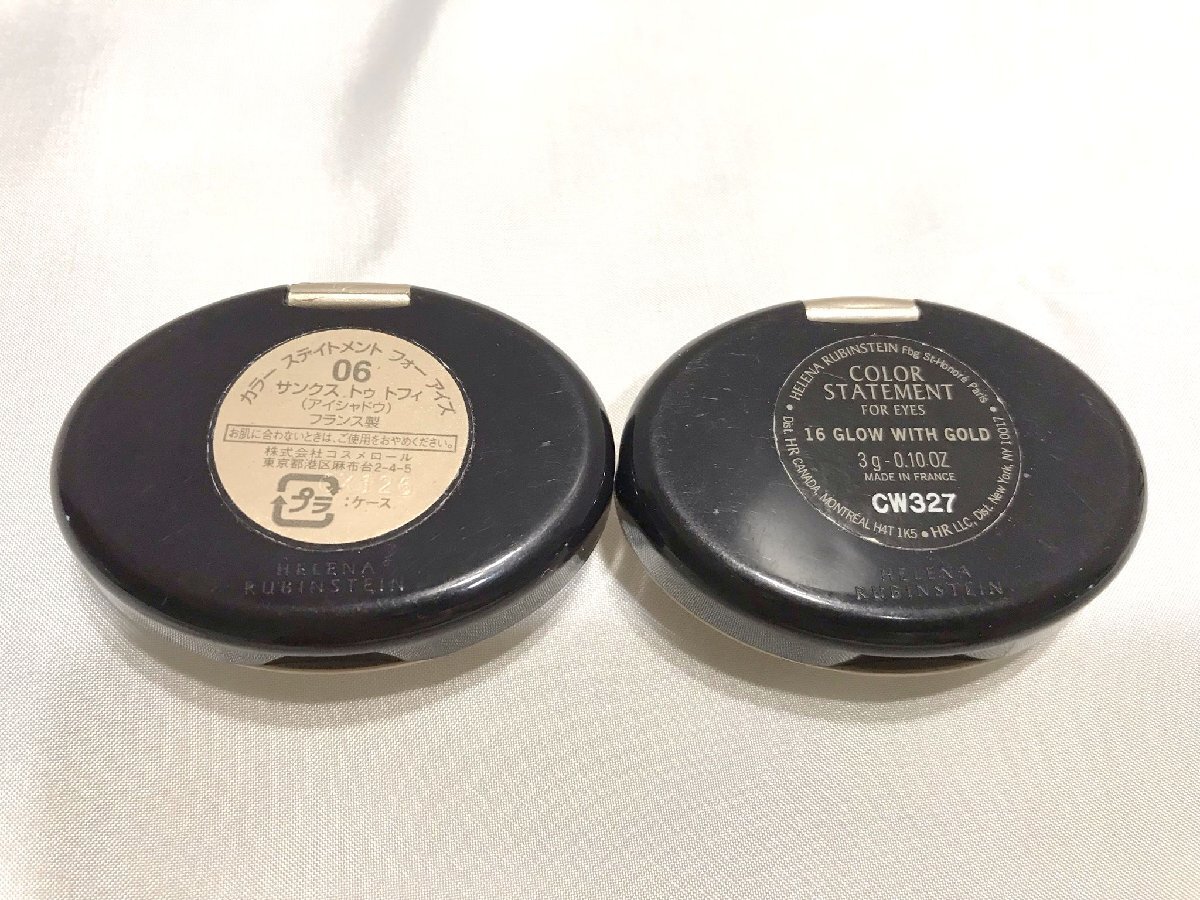 カラー ステイトメント フォー アイズ
06
サンクス トゥ トフィ
(アイシャドウ)
フランス製
お肌に合わないときは、ご使用をおやめください。
株式会社コスメロール
東京都港区麻布台2-4-5
プラ :ケース
HELENA
RUBINSTEIN
• HELENA RUBINSTEIN Fbg St-Honoré Paris •
COLOR
STATEMENT
FOR EYES
16 GLOW WITH GOLD
3g-0.10 OZ
MADE IN FRANCE
CW327
Dist. HR CANADA, MONTRÉAL H4T 1K5 • HR LLC, Dist. New York, NY 10017
HELENA
RUBINSTEIN